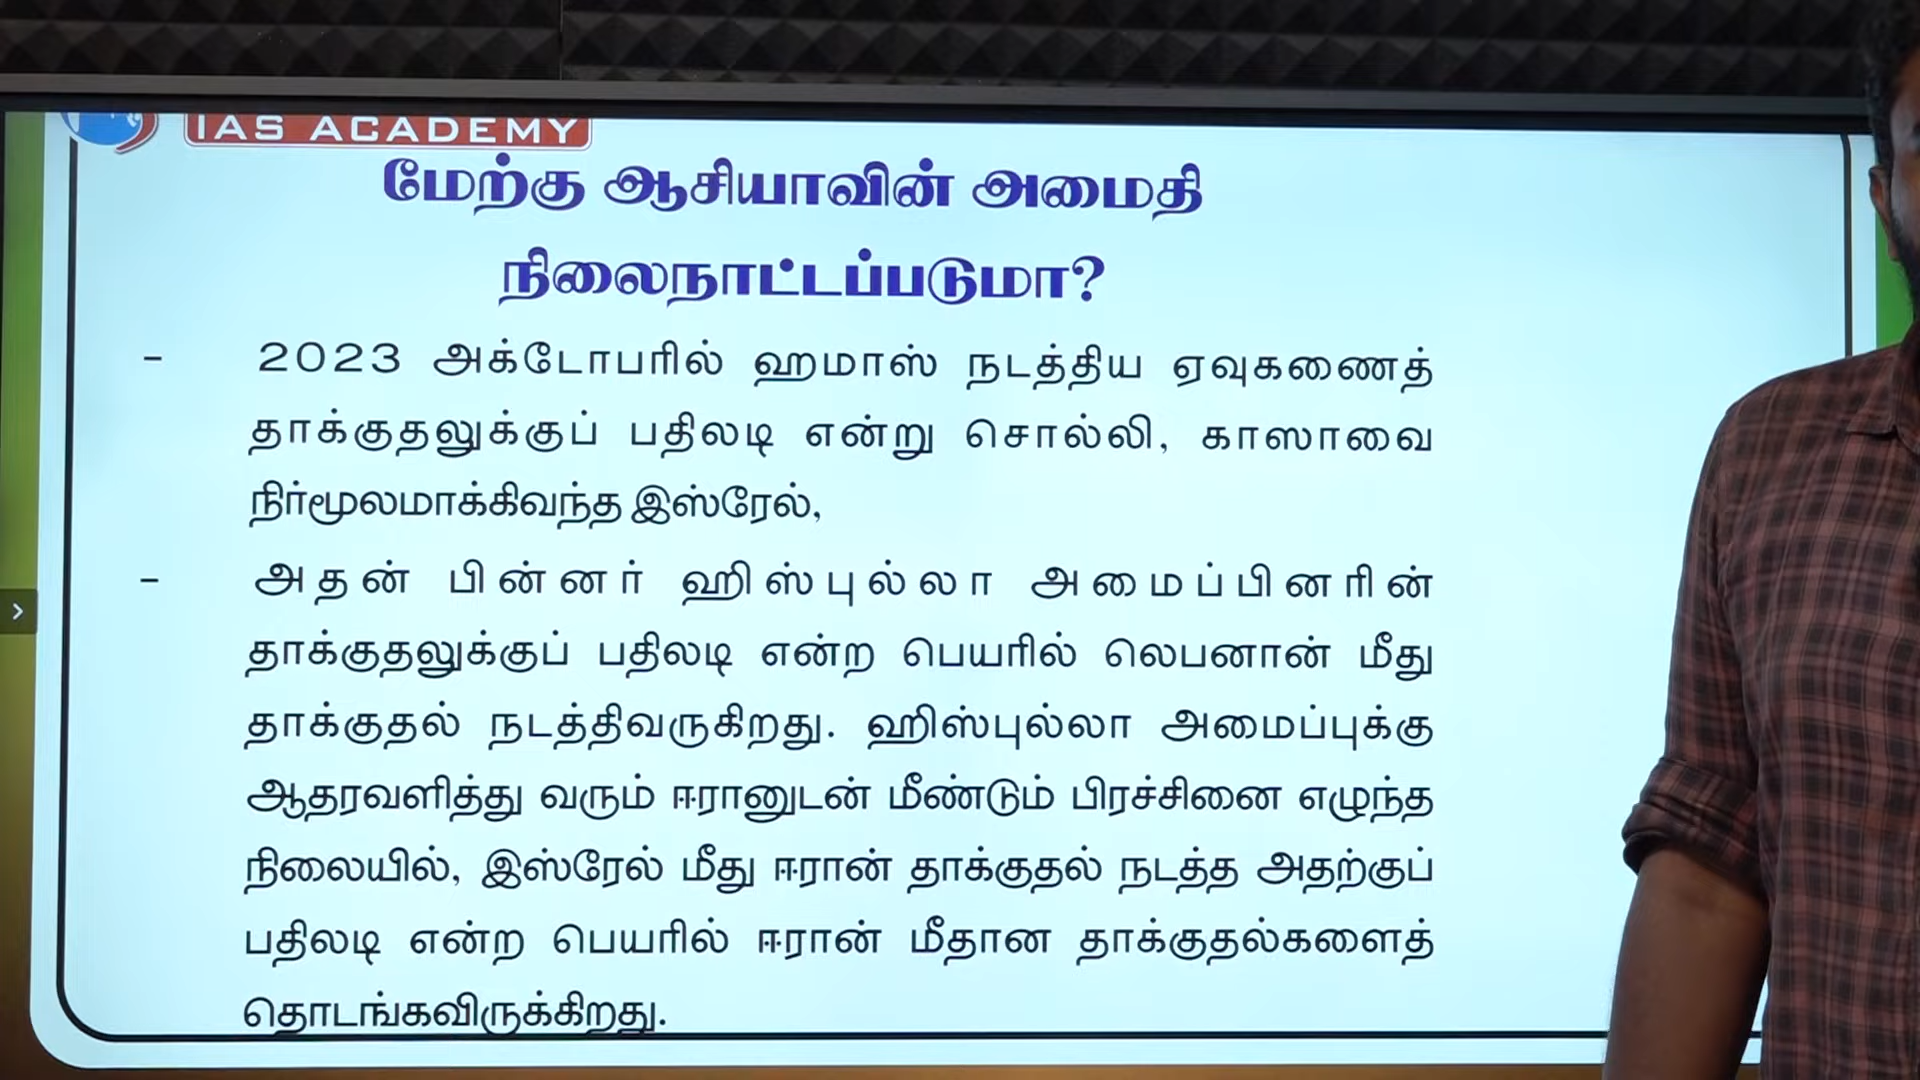 IAS ACADEMY
மேற்கு ஆசியாவின் அமைதி
நிலைநாட்டப்படுமா?
- 2023 அக்டோபரில் ஹமாஸ் நடத்திய ஏவுகணைத்
தாக்குதலுக்குப் பதிலடி என்று சொல்லி, காஸாவை
நிர்மூலமாக்கிவந்த இஸ்ரேல்,
- அதன் பின்னர் ஹிஸ்புல்லா அமைப்பினரின்
தாக்குதலுக்குப் பதிலடி என்ற பெயரில் லெபனான் மீது
தாக்குதல் நடத்திவருகிறது. ஹிஸ்புல்லா அமைப்புக்கு
ஆதரவளித்து வரும் ஈரானுடன் மீண்டும் பிரச்சினை எழுந்த
நிலையில், இஸ்ரேல் மீது ஈரான் தாக்குதல் நடத்த அதற்குப்
பதிலடி என்ற பெயரில் ஈரான் மீதான தாக்குதல்களைத்
தொடங்கவிருக்கிறது.